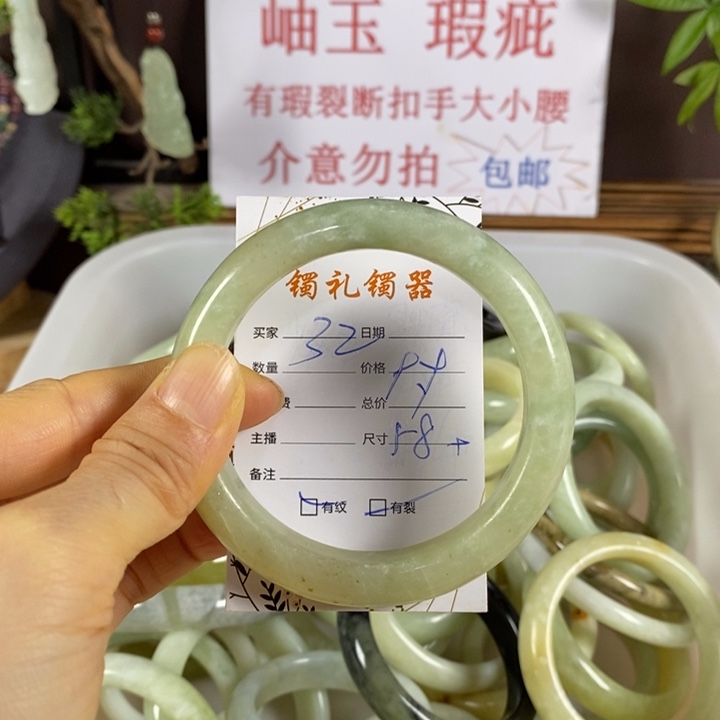 岫玉 瑕疵
有瑕裂断扣手大小腰
介意勿拍 包邮
镯礼镯器
买家 32 日期
数量 价格
费 总价
主播 尺寸 58+
备注
有纹 有裂